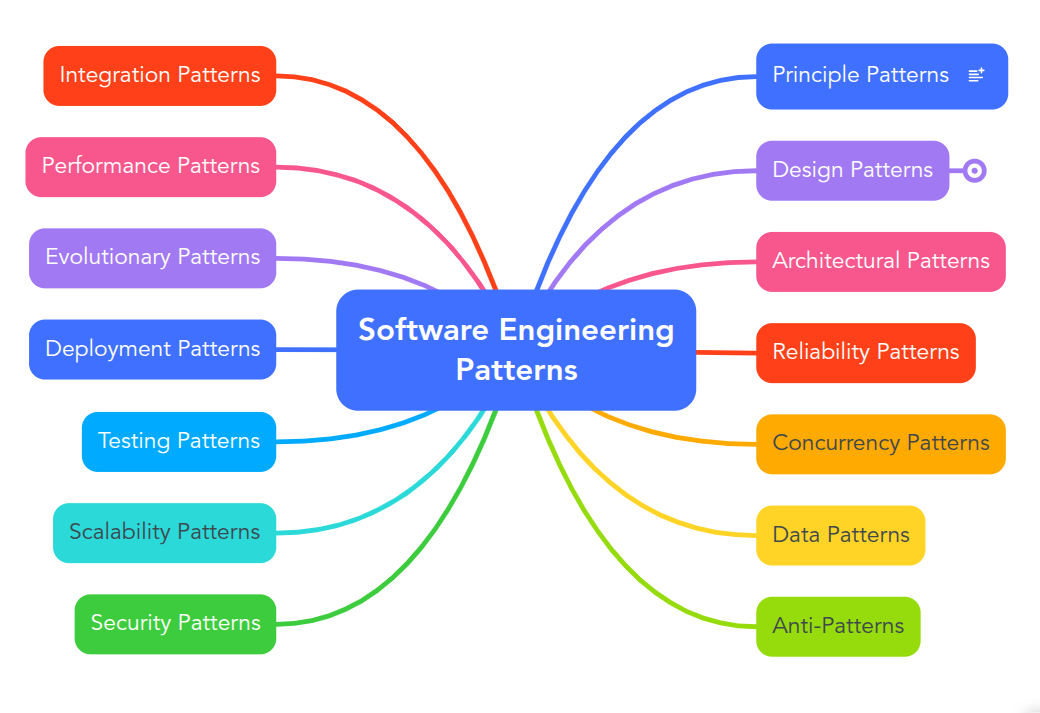 Integration Patterns
Performance Patterns
Evolutionary Patterns
Deployment Patterns
Testing Patterns
Scalability Patterns
Security Patterns
Software Engineering
Patterns
Principle Patterns
Design Patterns
Architectural Patterns
Reliability Patterns
Concurrency Patterns
Data Patterns
Anti-Patterns